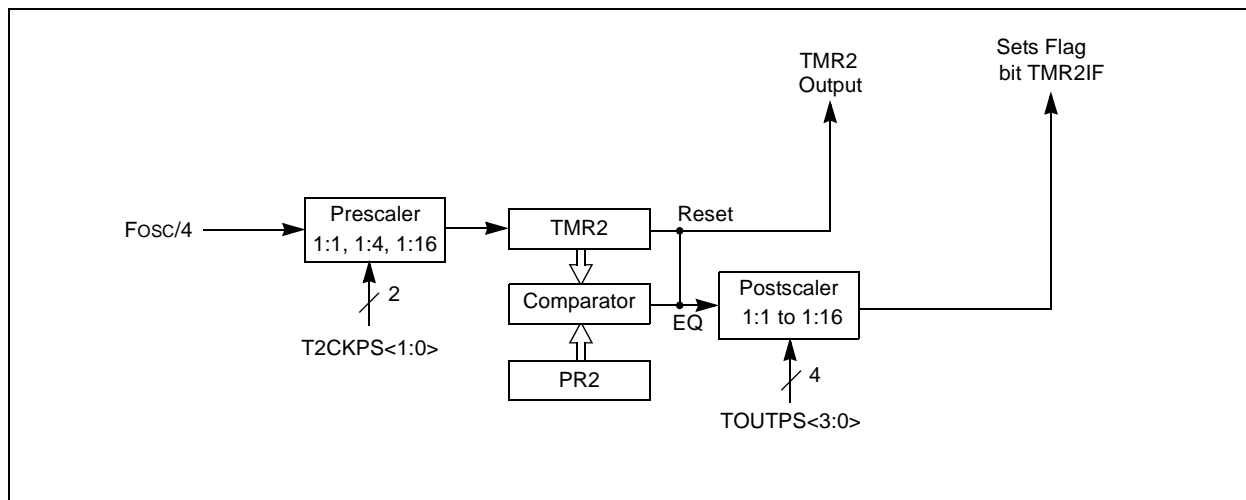 TMR2
Output
Sets Flag
bit TMR2IF
Fosc/4
Prescaler
1:1, 1:4, 1:16
TMR2
Reset
2
T2CKPS<1:0>
Comparator
EQ
Postscaler
1:1 to 1:16
PR2
4
TOUTPS<3:0>